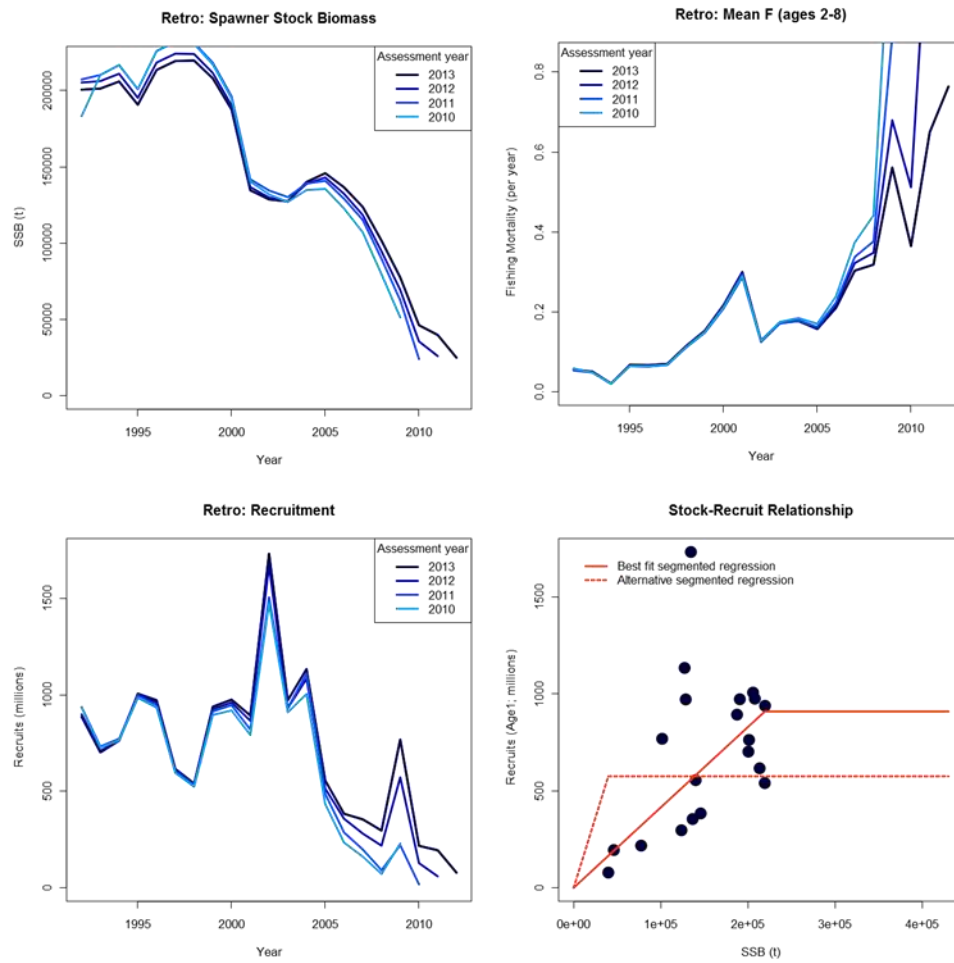 Retro: Spawner Stock Biomass
Assessment year
2013
2012
2011
2010
SSB (t)
0
50000
100000
150000
200000
1995
2000
2005
2010
Year
Retro: Mean F (ages 2-8)
Assessment year
2013
2012
2011
2010
Fishing Mortality (per year)
0.0
0.2
0.4
0.6
0.8
1995
2000
2005
2010
Year
Retro: Recruitment
Assessment year
2013
2012
2011
2010
Recruits (millions)
0
500
1000
1500
1995
2000
2005
2010
Year
Stock-Recruit Relationship
Best fit segmented regression
Alternative segmented regression
Recruits (Age1; millions)
0
500
1000
1500
0e+00
1e+05
2e+05
3e+05
4e+05
SSB (t)